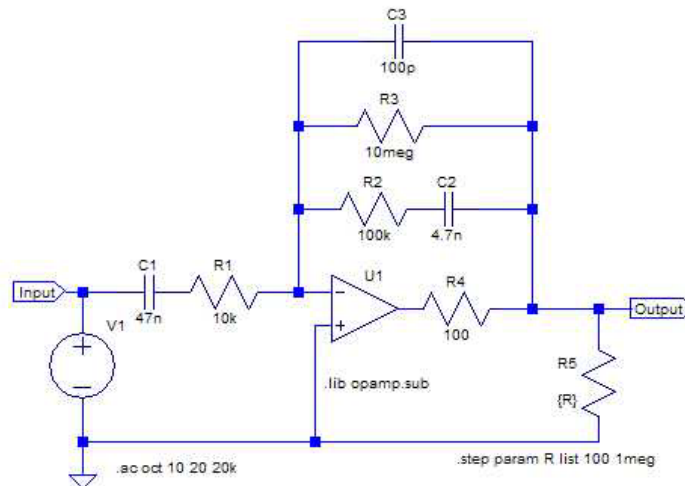 C3
100p
R3
10meg
R2
C2
100k
4.7n
C1
R1
U1
R4
Input
47n
10k
100
Output
V1
R5
{R}
.lib opamp.sub
.ac oct 10 20 20k
.step param R list 100 1meg